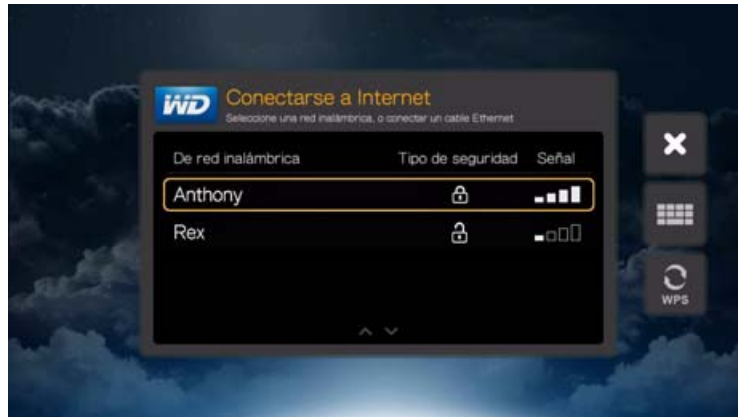 WD
Conectarse a Internet
Seleccione una red inalámbrica, o conectar un cable Ethernet
De red inalámbrica Tipo de seguridad Señal
Anthony
Rex
WPS